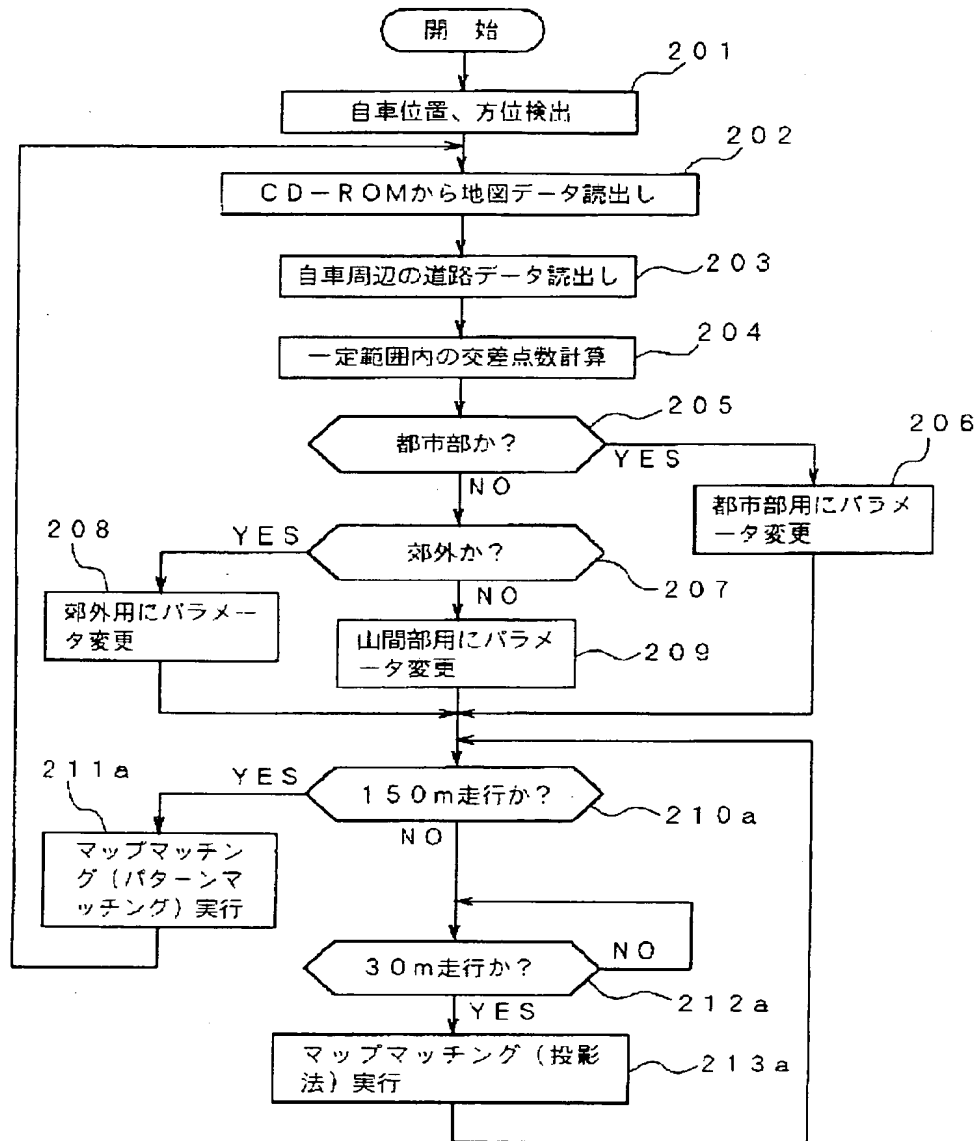 開 始
201
自車位置、方位検出
202
CD－ROMから地図データ読出し
203
自車周辺の道路データ読出し
204
一定範囲内の交差点数計算
205
都市部か？
YES
206
NO
都市部用にパラメ
ータ変更
208
YES
郊外か？
207
NO
郊外用にパラメー
タ変更
山間部用にパラメ
ータ変更
209
211a
YES
150m走行か？
210a
NO
マップマッチン
グ（パターンマ
ッチング）実行
30m走行か？
NO
212a
YES
マップマッチング（投影
法）実行
213a